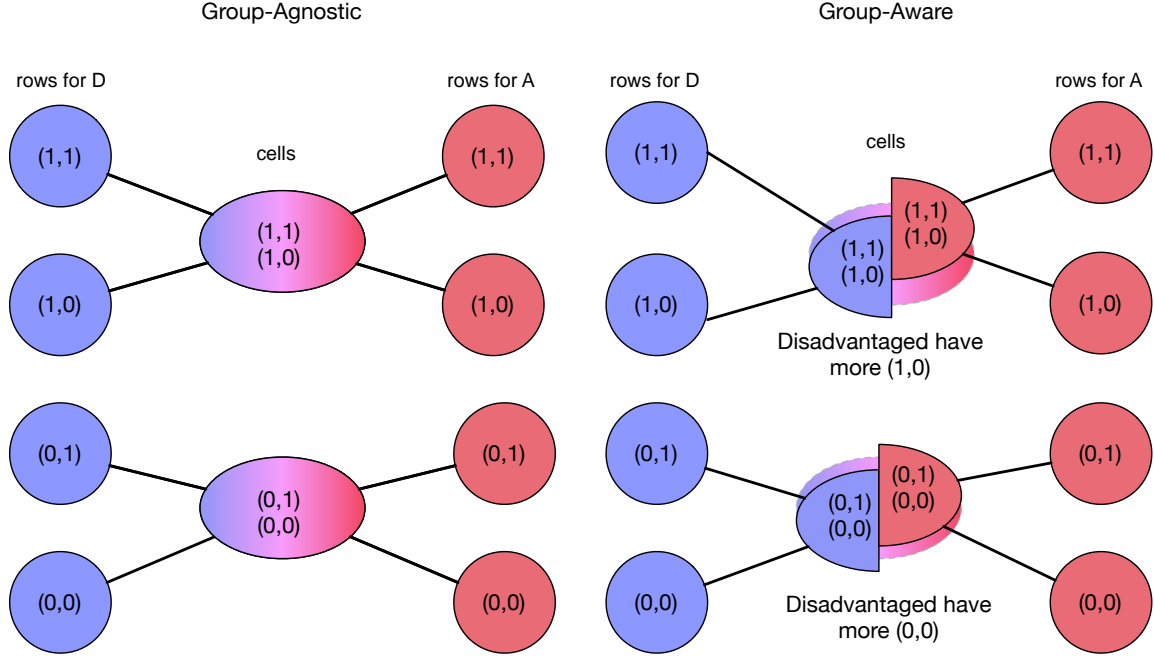 Group-Agnostic
rows for D
rows for A
cells
(1,1)
(1,1)
(1,1)
(1,0)
(1,0)
(1,0)
(0,1)
(0,1)
(0,1)
(0,0)
(0,0)
(0,0)
Group-Aware
rows for D
rows for A
cells
(1,1)
(1,1)
(1,1)
(1,0)
(1,1)
(1,0)
(1,0)
(1,0)
Disadvantaged have
more (1,0)
(0,1)
(0,1)
(0,1)
(0,0)
(0,1)
(0,0)
(0,0)
(0,0)
Disadvantaged have
more (0,0)